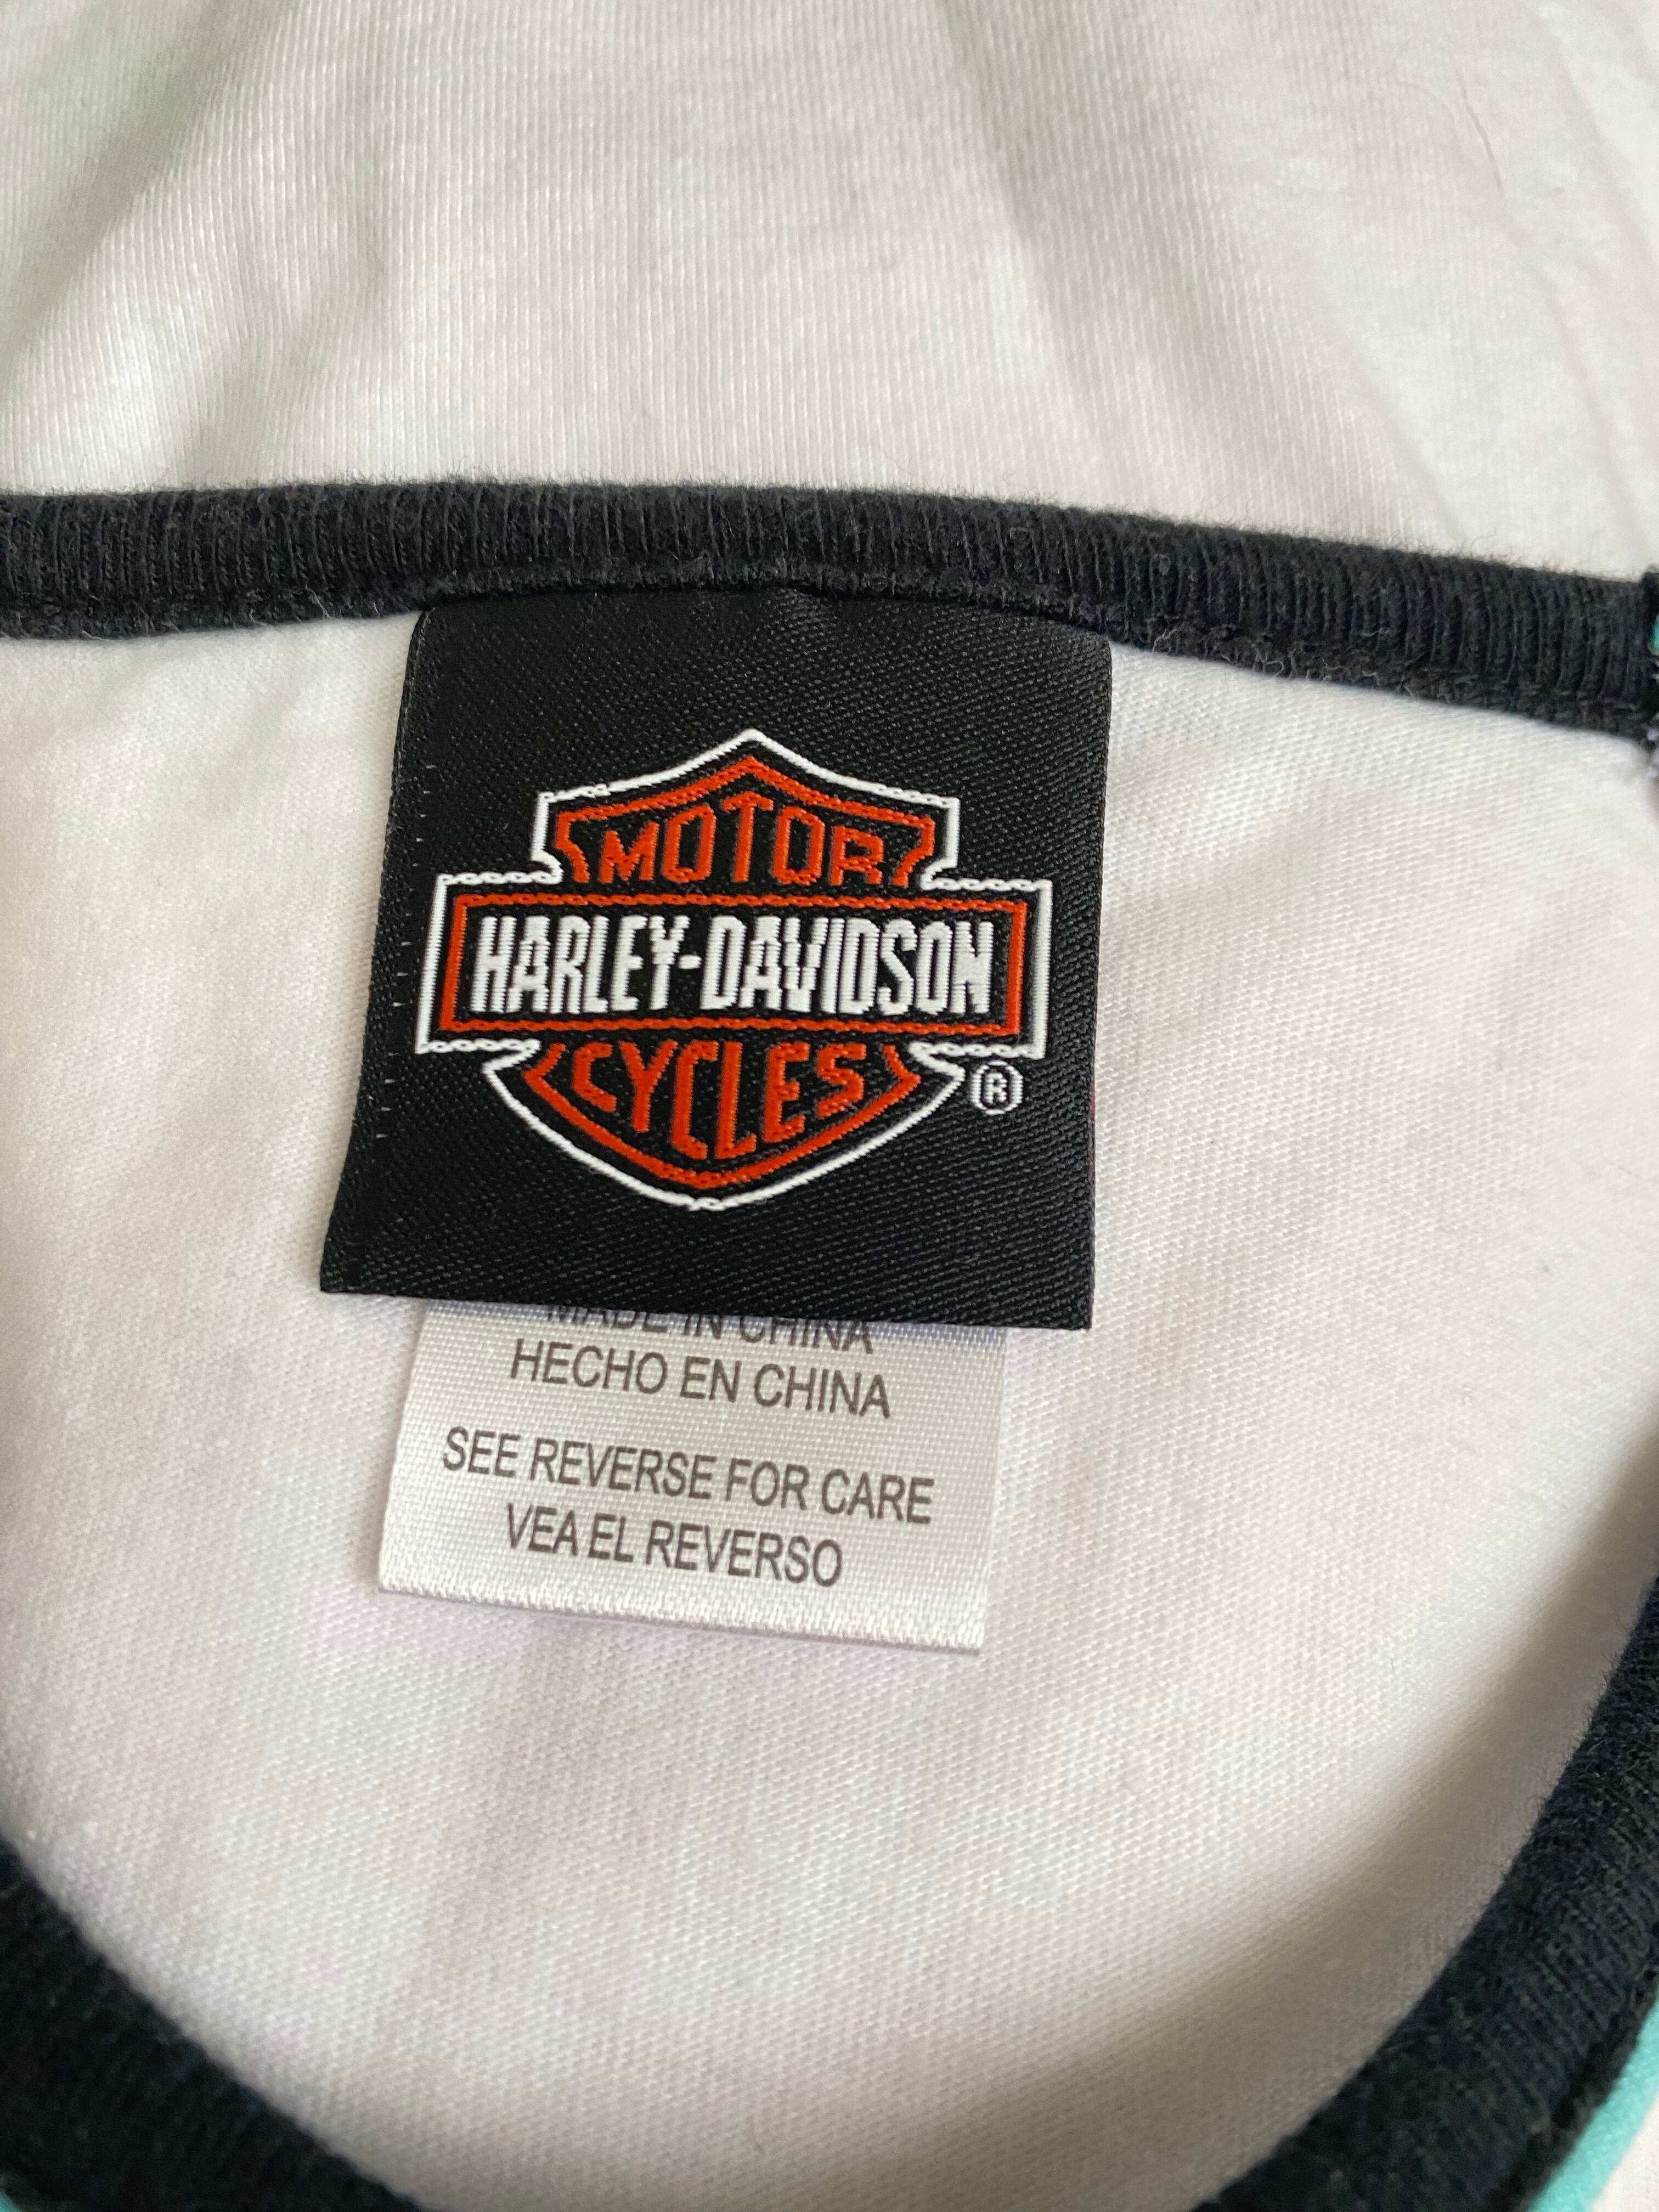 MOTOR
HARLEY-DAVIDSON
CYCLES
®
MADE IN CHINA
HECHO EN CHINA
SEE REVERSE FOR CARE
VEA EL REVERSO